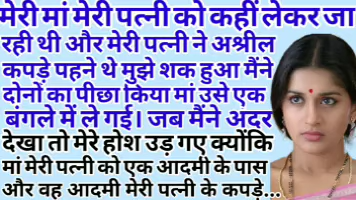 मेरी मां मेरी पत्नी को कहीं लेकर जा
रही थी और मेरी पत्नी ने अश्लील
कपड़े पहने थे मुझे शक हुआ मैंने
दोनों का पीछा किया मां उसे एक
बंगले में ले गई। जब मैंने अदर
देखा तो मेरे होश उड़ गए क्योंकि
मां मेरी पत्नी को एक आदमी के पास
और वह आदमी मेरी पत्नी के कपड़े...